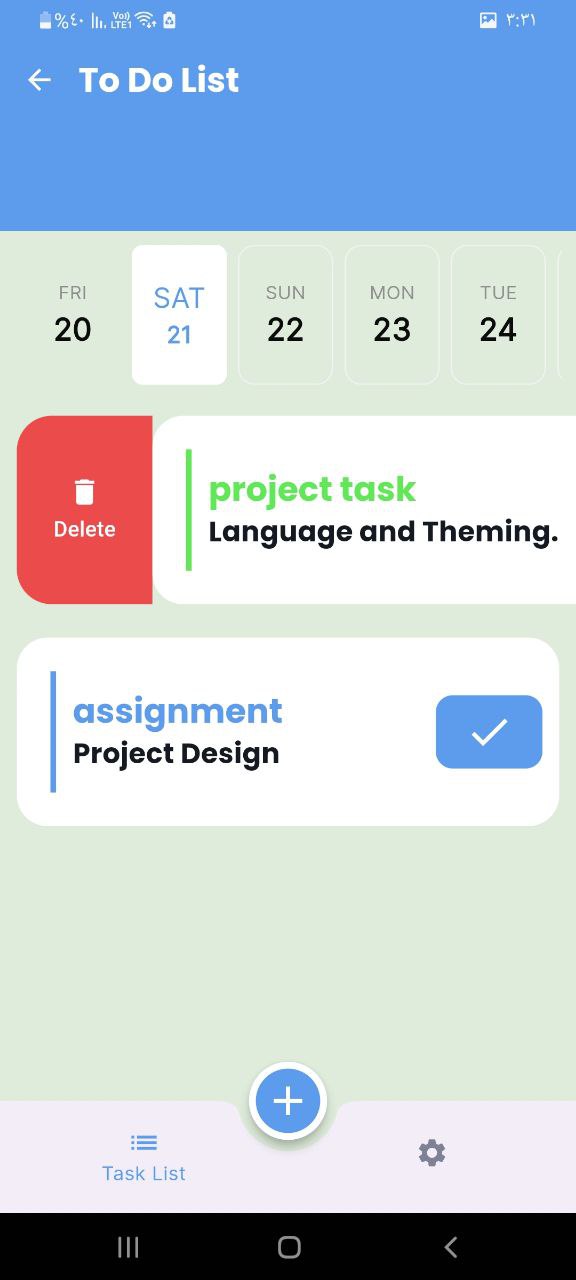 %٤٠ Vo)) LTE1 ٣:٣١
To Do List
FRI SAT SUN MON TUE
20 21 22 23 24
project task
Language and Theming.
Delete
assignment
Project Design
Task List